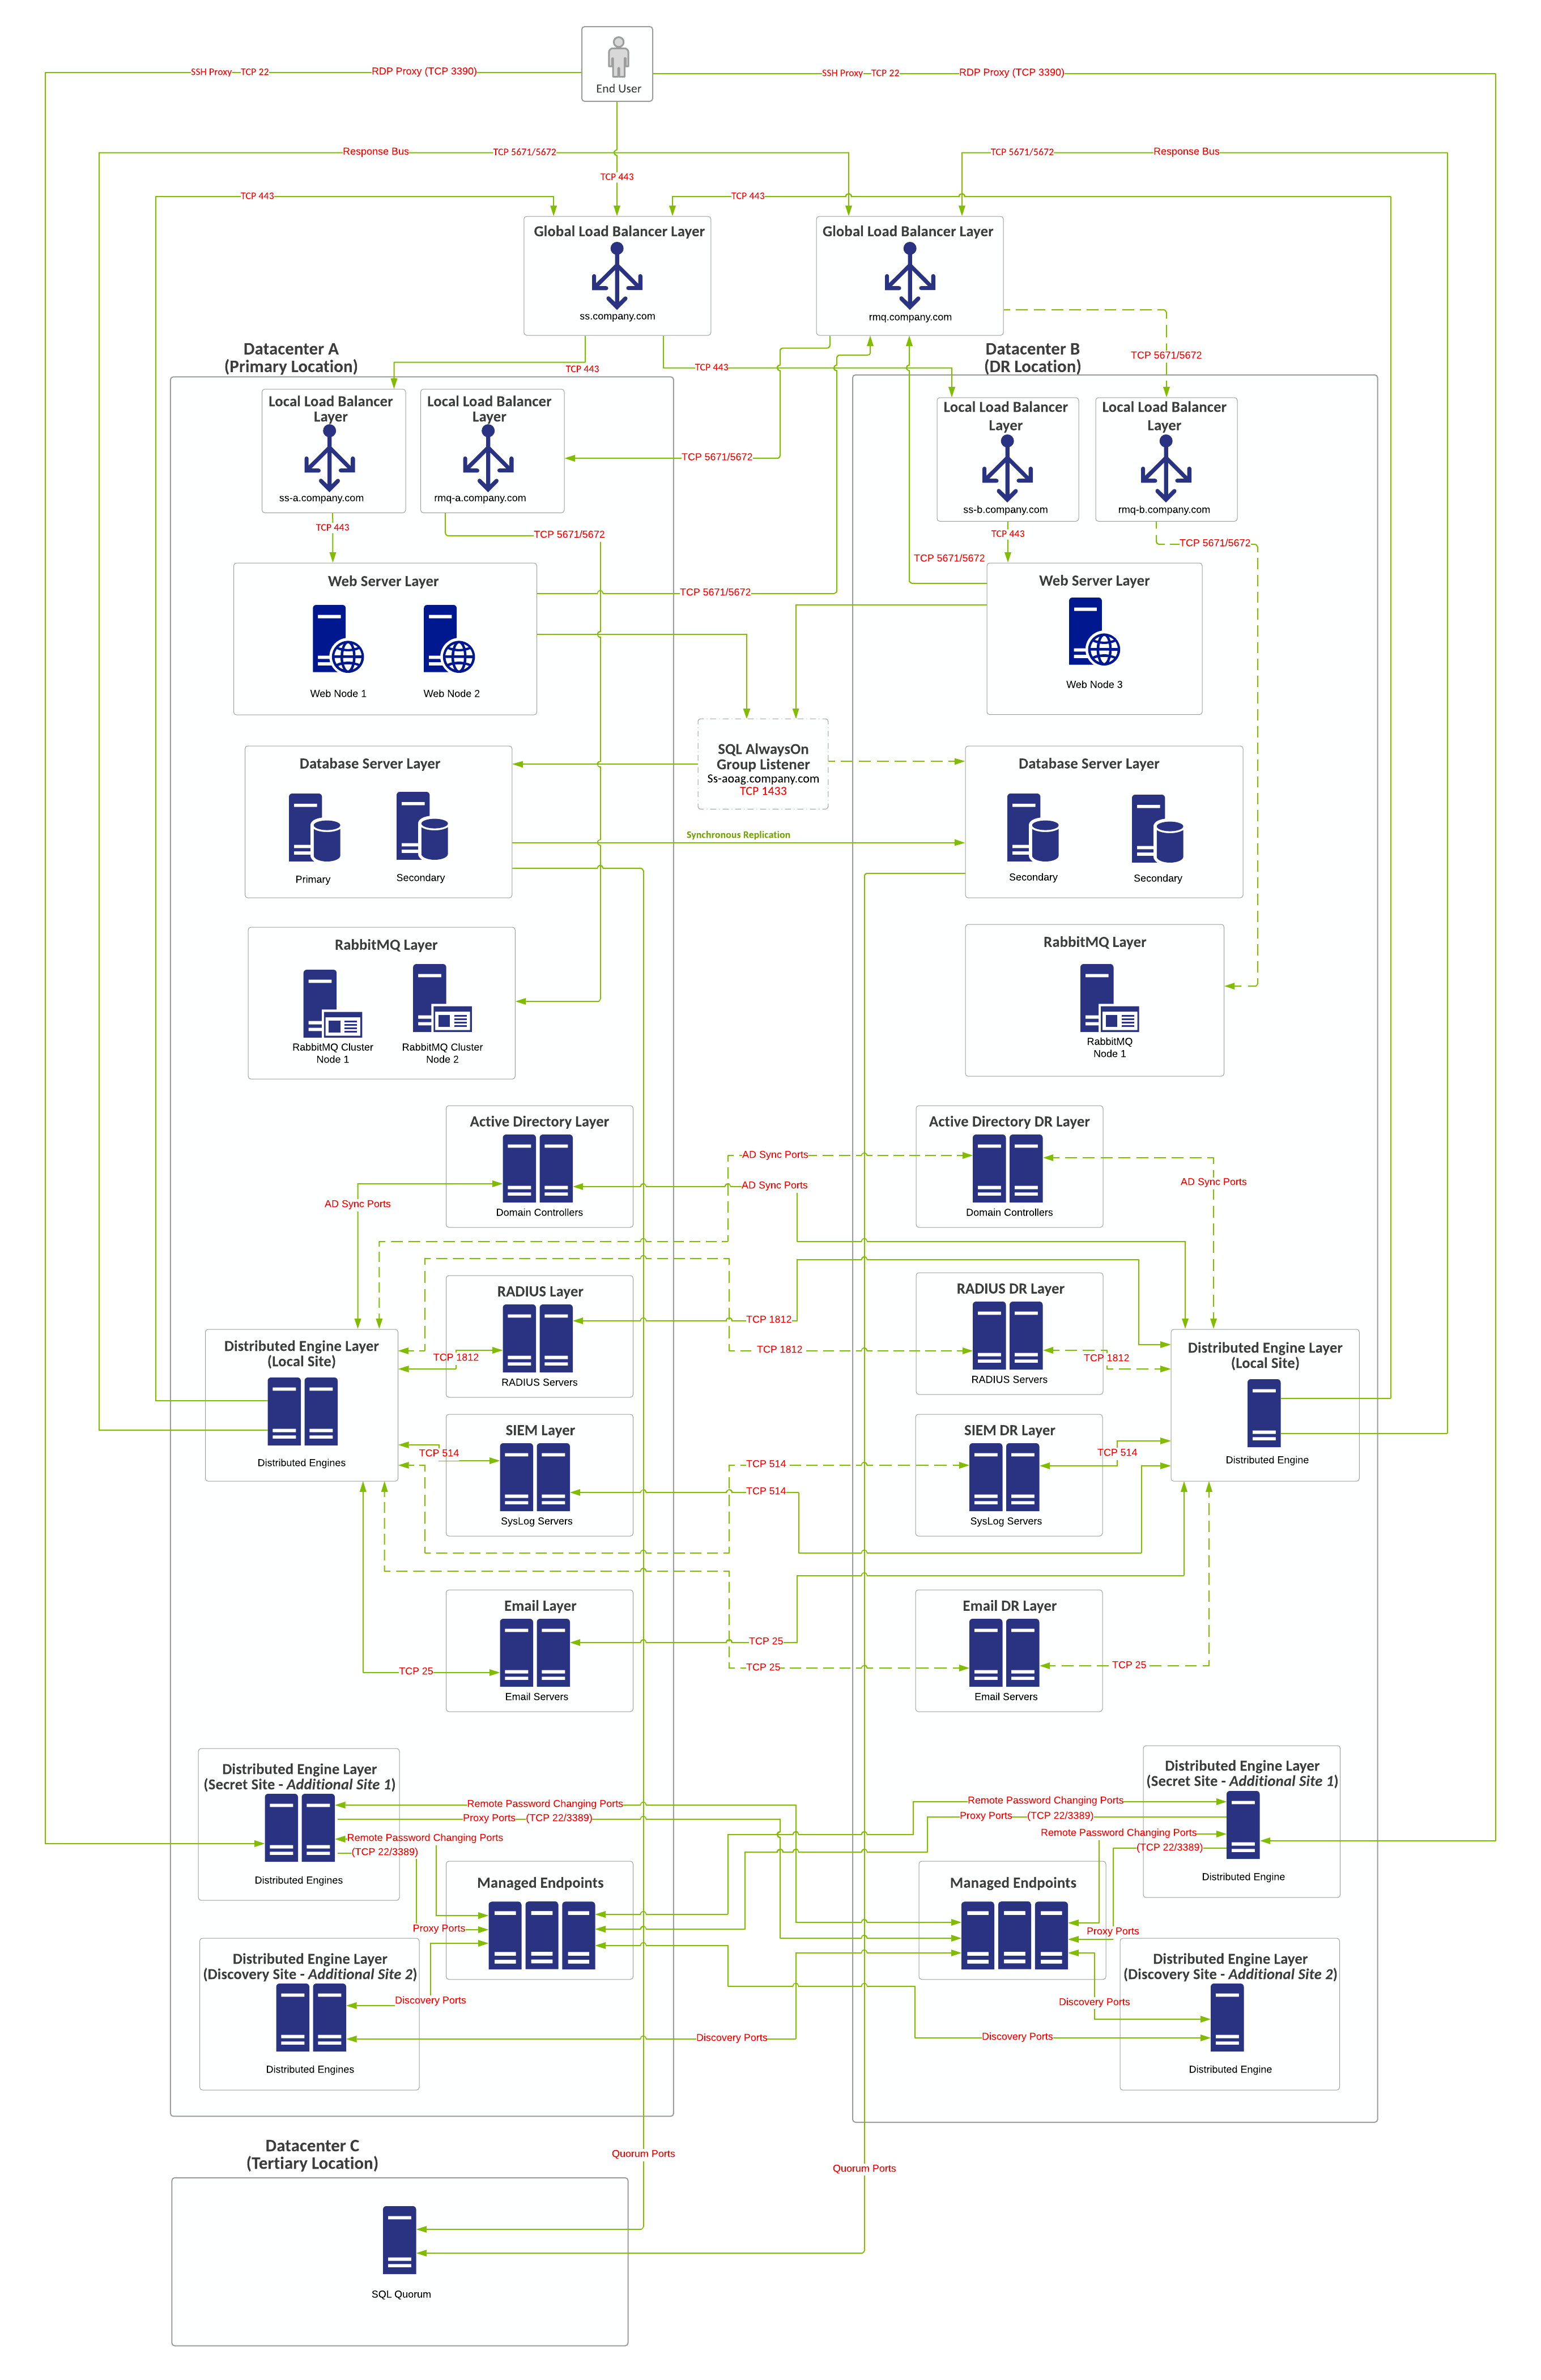 End User
SSH Proxy
TCP 22
RDP Proxy (TCP 3390)
SSH Proxy
TCP 22
RDP Proxy (TCP 3390)
Response Bus
TCP 5671/5672
TCP 5671/5672
Response Bus
TCP 443
TCP 443
TCP 443
Global Load Balancer Layer
ss.company.com
Global Load Balancer Layer
rmq.company.com
Datacenter A
(Primary Location)
Datacenter B
(DR Location)
TCP 443
TCP 443
TCP 5671/5672
Local Load Balancer
Layer
ss-a.company.com
Local Load Balancer
Layer
rmq-a.company.com
TCP 5671/5672
Local Load Balancer
Layer
ss-b.company.com
Local Load Balancer
Layer
rmq-b.company.com
TCP 443
TCP 5671/5672
TCP 443
TCP 5671/5672
TCP 5671/5672
Web Server Layer
Web Node 1
Web Node 2
TCP 5671/5672
Web Server Layer
Web Node 3
SQL AlwaysOn
Group Listener
Ss-aoag.company.com
TCP 1433
Database Server Layer
Primary
Secondary
Database Server Layer
Secondary
Secondary
Synchronous Replication
RabbitMQ Layer
RabbitMQ Cluster
Node 1
RabbitMQ Cluster
Node 2
RabbitMQ Layer
RabbitMQ
Node 1
Active Directory Layer
Domain Controllers
Active Directory DR Layer
Domain Controllers
AD Sync Ports
AD Sync Ports
AD Sync Ports
AD Sync Ports
RADIUS Layer
RADIUS Servers
RADIUS DR Layer
RADIUS Servers
TCP 1812
TCP 1812
TCP 1812
TCP 1812
Distributed Engine Layer
(Local Site)
Distributed Engines
Distributed Engine Layer
(Local Site)
Distributed Engine
SIEM Layer
SysLog Servers
SIEM DR Layer
SysLog Servers
TCP 514
TCP 514
TCP 514
TCP 514
Email Layer
Email Servers
Email DR Layer
Email Servers
TCP 25
TCP 25
TCP 25
TCP 25
Distributed Engine Layer
(Secret Site - Additional Site 1)
Distributed Engines
Distributed Engine Layer
(Secret Site - Additional Site 1)
Distributed Engine
Remote Password Changing Ports
Proxy Ports
(TCP 22/3389)
Remote Password Changing Ports
(TCP 22/3389)
Remote Password Changing Ports
Proxy Ports
(TCP 22/3389)
Remote Password Changing Ports
(TCP 22/3389)
Managed Endpoints
Managed Endpoints
Proxy Ports
Proxy Ports
Distributed Engine Layer
(Discovery Site - Additional Site 2)
Distributed Engines
Distributed Engine Layer
(Discovery Site - Additional Site 2)
Distributed Engine
Discovery Ports
Discovery Ports
Discovery Ports
Discovery Ports
Datacenter C
(Tertiary Location)
Quorum Ports
Quorum Ports
SQL Quorum